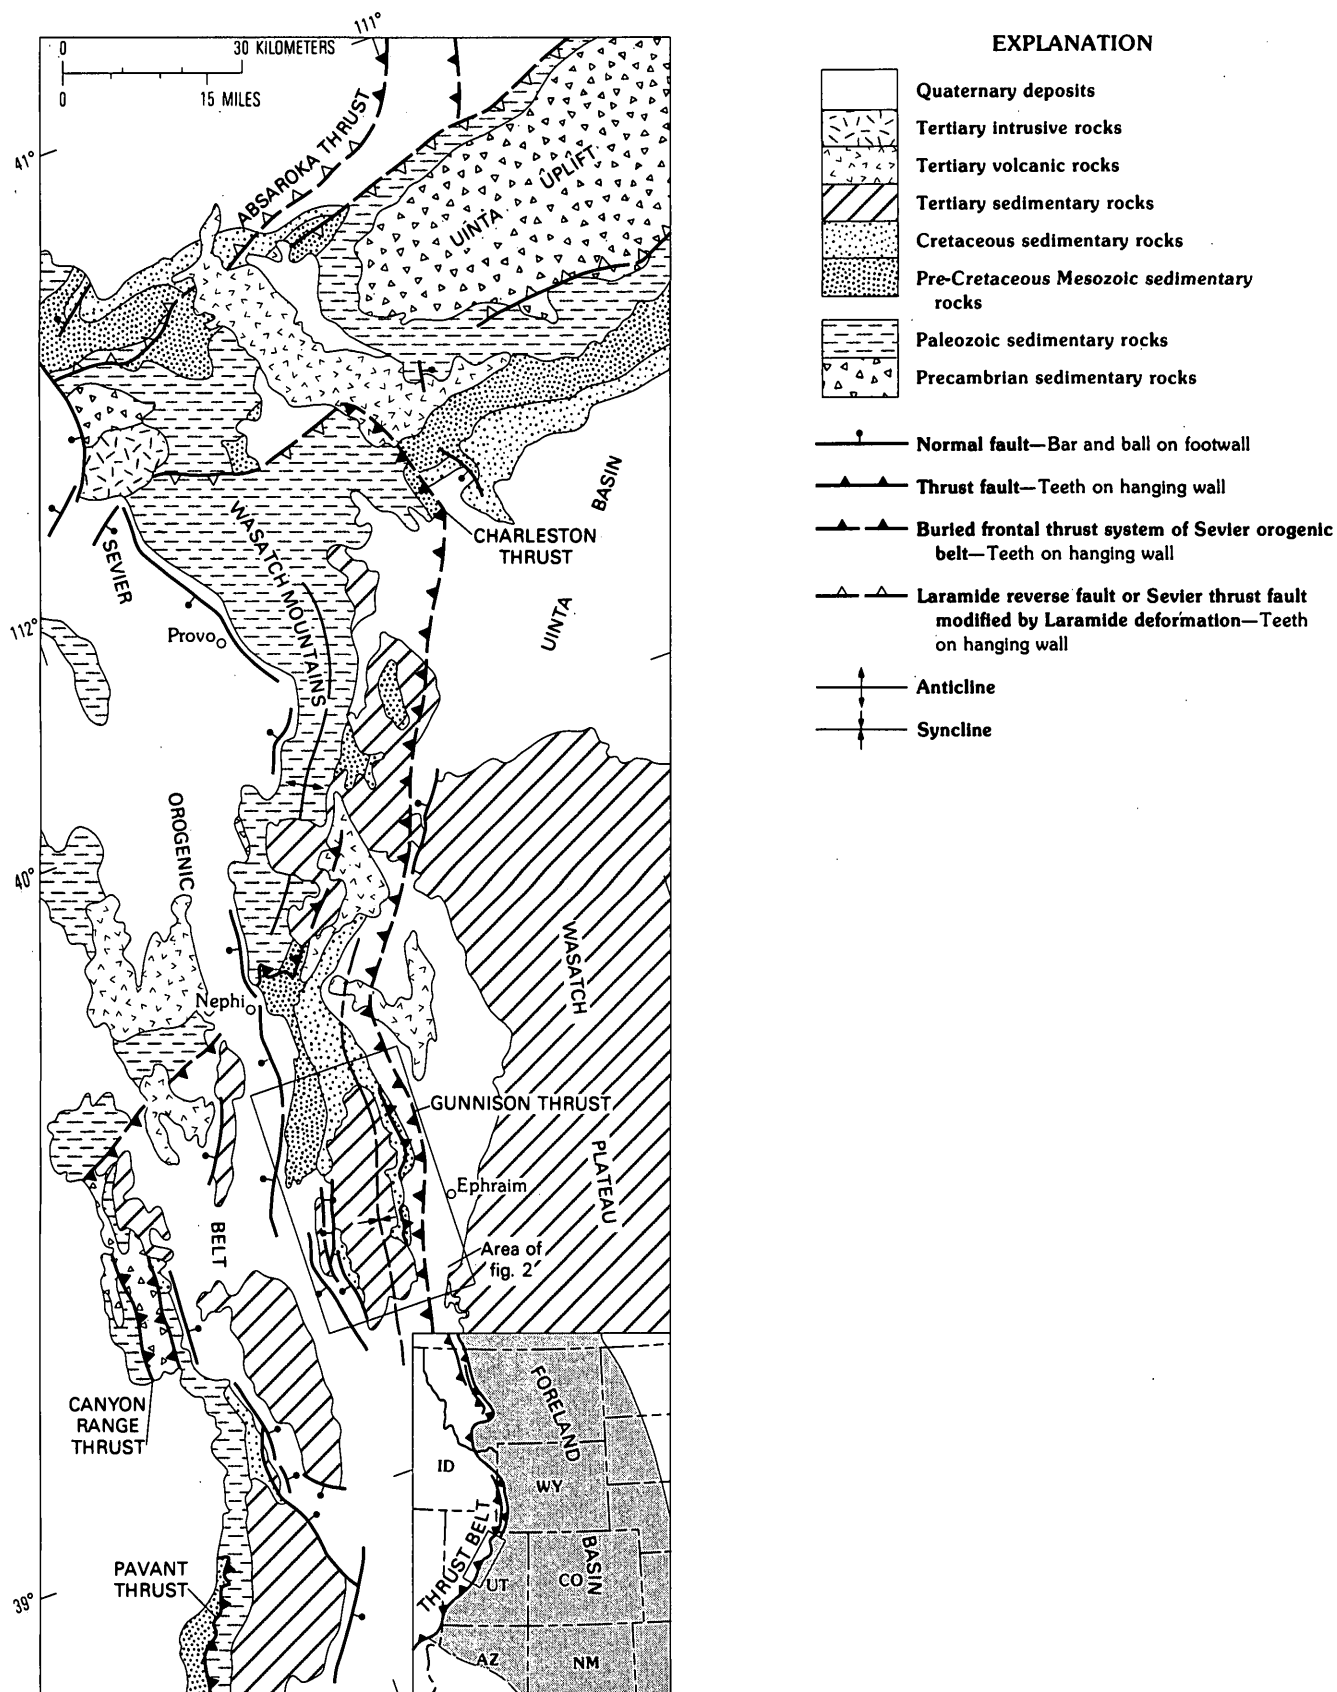 111°
0 30 KILOMETERS
0 15 MILES
41°
ABSAROKA THRUST
UINTA UPLIFT
CHARLESTON
THRUST
UINTA BASIN
WASATCH MOUNTAINS
SEVIER
Provo
112°
OROGENIC
40°
WASATCH
Nephi
GUNNISON THRUST
Ephraim
PLATEAU
BELT
Area of
fig. 2
CANYON
RANGE
THRUST
PAVANT
THRUST
39°
FORELAND
ID
WY
THRUST BELT
BASIN
UT
CO
AZ
NM
EXPLANATION
Quaternary deposits
Tertiary intrusive rocks
Tertiary volcanic rocks
Tertiary sedimentary rocks
Cretaceous sedimentary rocks
Pre-Cretaceous Mesozoic sedimentary
rocks
Paleozoic sedimentary rocks
Precambrian sedimentary rocks
Normal fault—Bar and ball on footwall
Thrust fault—Teeth on hanging wall
Buried frontal thrust system of Sevier orogenic
belt—Teeth on hanging wall
Laramide reverse fault or Sevier thrust fault
modified by Laramide deformation—Teeth
on hanging wall
Anticline
Syncline